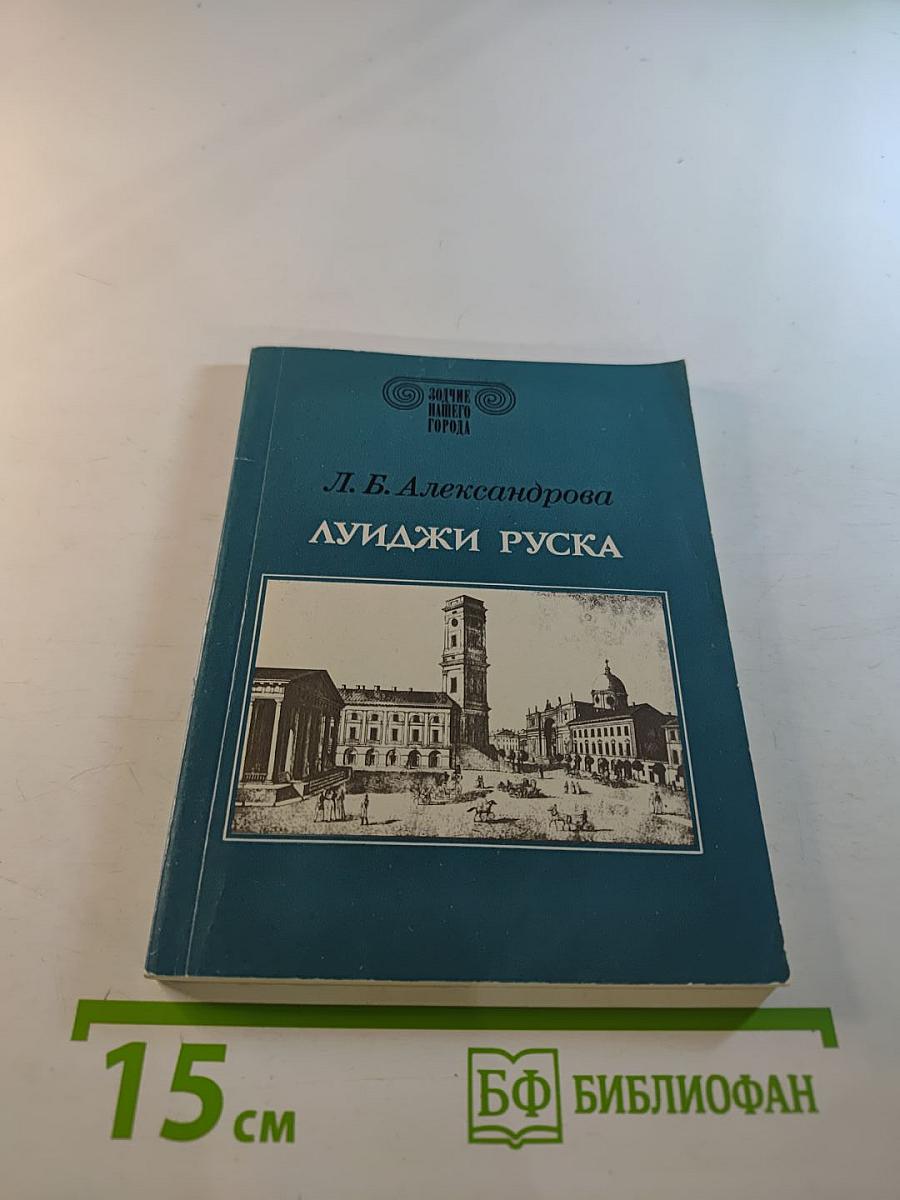 ЗОДЧИЕ
НАШЕГО
ГОРОДА
Л. Б. Александрова
ЛУИДЖИ РУСКА
15 см
БФ БИБЛИОФАН